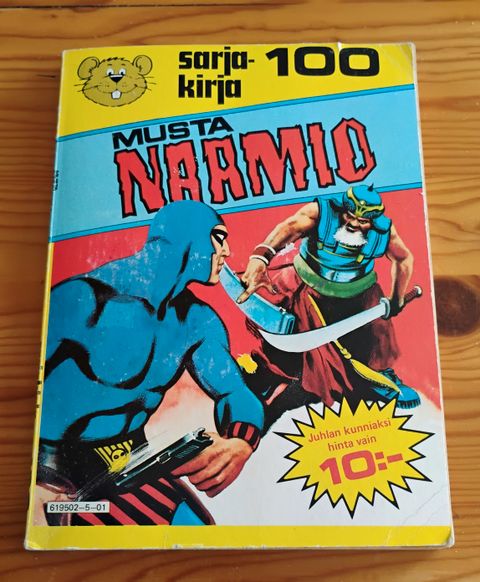 sarja-
kirja
100
MUSTA
NAAMIO
Juhlan kunniaksi
hinta vain
10:-
619502-5-01